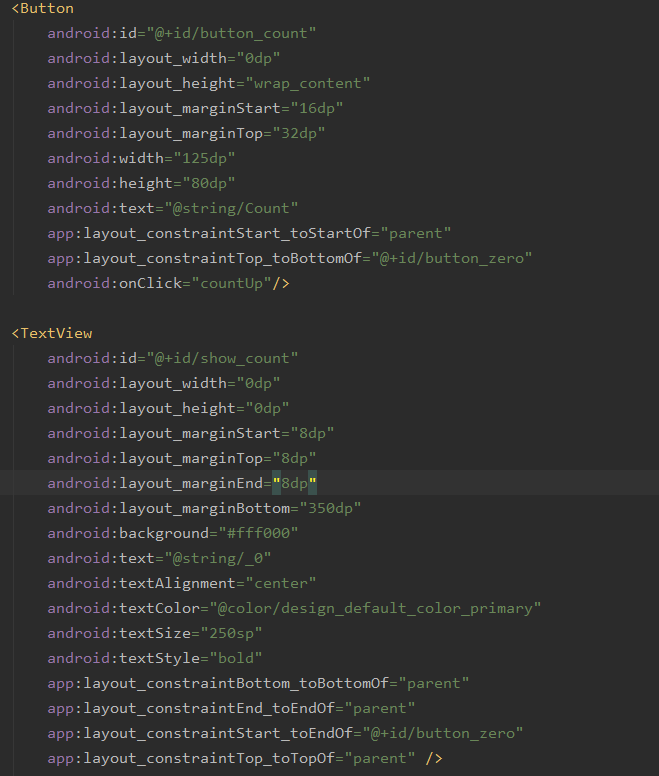 <Button
android:id="@+id/button_count"
android:layout_width="0dp"
android:layout_height="wrap_content"
android:layout_marginStart="16dp"
android:layout_marginTop="32dp"
android:width="125dp"
android:height="80dp"
android:text="@string/Count"
app:layout_constraintStart_toStartOf="parent"
app:layout_constraintTop_toBottomOf="@+id/button_zero"
android:onClick="countUp"/>
<TextView
android:id="@+id/show_count"
android:layout_width="0dp"
android:layout_height="0dp"
android:layout_marginStart="8dp"
android:layout_marginTop="8dp"
android:layout_marginEnd="8dp"
android:layout_marginBottom="350dp"
android:background="#fff000"
android:text="@string/_0"
android:textAlignment="center"
android:textColor="@color/design_default_color_primary"
android:textSize="250sp"
android:textStyle="bold"
app:layout_constraintBottom_toBottomOf="parent"
app:layout_constraintEnd_toEndOf="parent"
app:layout_constraintStart_toEndOf="@+id/button_zero"
app:layout_constraintTop_toTopOf="parent" />